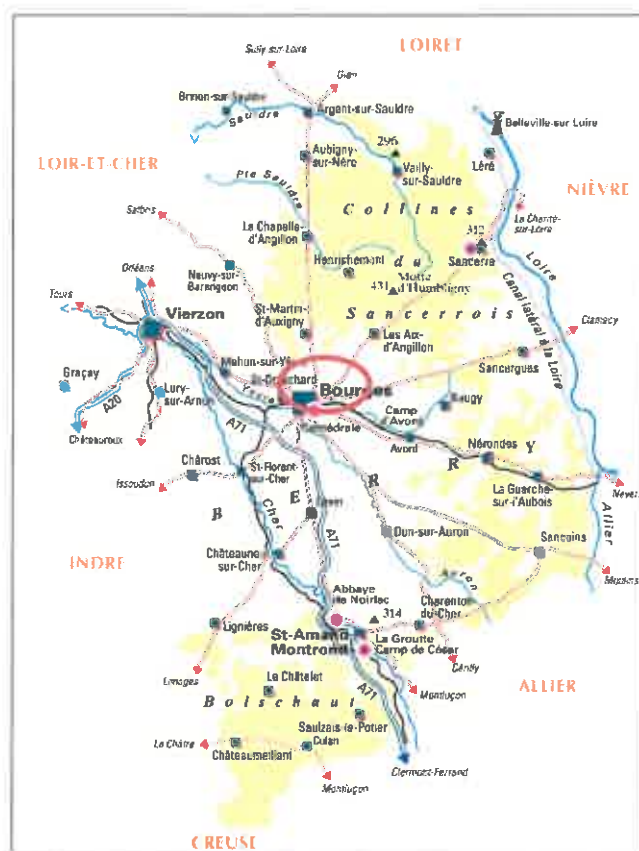 LOIRET
Sully-sur-Loire
Gien
Brinon-sur-Sauldre
Argent-sur-Sauldre
Sauldre
Belleville-sur-Loire
Aubigny-
sur-Nère
296
Vailly-
sur-Sauldre
Léré
LOIR-ET-CHER
NIÈVRE
Pte Sauldre
Collines
La Charité-
sur-Loire
Salbris
La Chapelle-
d'Angillon
312
Sancerre
Loire
Henrichemont
du
Orléans
Neuvy-sur-
Barangeon
Motte
d'Humbligny
431
Canal latéral à la Loire
Tours
Vierzon
St-Martin-
d'Auxigny
Sancerrois
Les Aix-
d'Angillon
Clamecy
Mehun-sur-Yè
Sancergues
Graçay
Bourges
Lury-
sur-Arnon
A20
A71
Yèvre
Camp
d'Avord
Baugy
Châteauroux
Avord
Nérondes
R
Y
Chârost
St-Florent-
sur-Cher
R
La Guerche-
sur-l'Aubois
Issoudun
Nevers
B
E
Cher
Allier
Dun-sur-Auron
Sancoins
A71
INDRE
Châteaune
sur-Cher
Auron
Moulins
Abbaye
de Noirlac
314
Charenton-
du-Cher
Lignières
St-Amand
Montrond
La Groutte
Camp de César
Limoges
Montluçon
ALLIER
Le Châtelet
A71
Boischaut
Saulzais-le-Potier
La Châtre
Culan
Châteaumeillant
Clermont-Ferrand
Montluçon
CREUSE